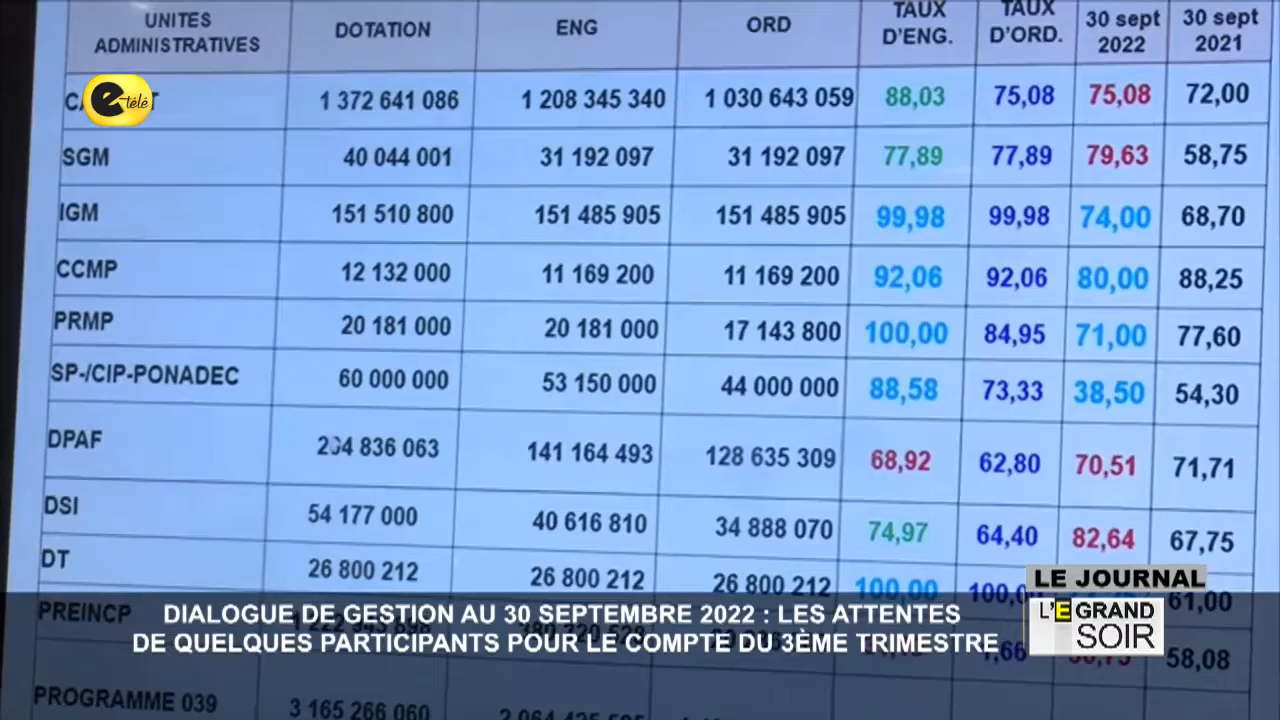 UNITES ADMINISTRATIVES DOTATION ENG ORD TAUX D'ENG. TAUX D'ORD. 30 sept 2022 30 sept 2021
1 372 641 086 1 208 345 340 1 030 643 059 88,03 75,08 75,08 72,00
e-télé
SGM 40 044 001 31 192 097 31 192 097 77,89 77,89 79,63 58,75
IGM 151 510 800 151 485 905 151 485 905 99,98 99,98 74,00 68,70
CCMP 12 132 000 11 169 200 11 169 200 92,06 92,06 80,00 88,25
PRMP 20 181 000 20 181 000 17 143 800 100,00 84,95 71,00 77,60
SP-/CIP-PONADEC 60 000 000 53 150 000 44 000 000 88,58 73,33 38,50 54,30
DPAF 204 836 063 141 164 493 128 635 309 68,92 62,80 70,51 71,71
DSI 54 177 000 40 616 810 34 888 070 74,97 64,40 82,64 67,75
DT 26 800 212 26 800 212 26 800 212 100,00 61,00
PREINCP 58,08
PROGRAMME 039 3 165 266 060
LE JOURNAL
L'E GRAND
SOIR
DIALOGUE DE GESTION AU 30 SEPTEMBRE 2022 : LES ATTENTES
DE QUELQUES PARTICIPANTS POUR LE COMPTE DU 3ÈME TRIMESTRE